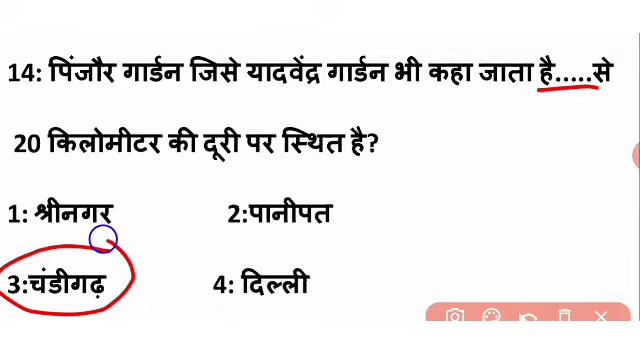 14: पिंजौर गार्डन जिसे यादवेंद्र गार्डन भी कहा जाता है.....से
20 किलोमीटर की दूरी पर स्थित है?
1: श्रीनगर 2:पानीपत
3:चंडीगढ़ 4: दिल्ली